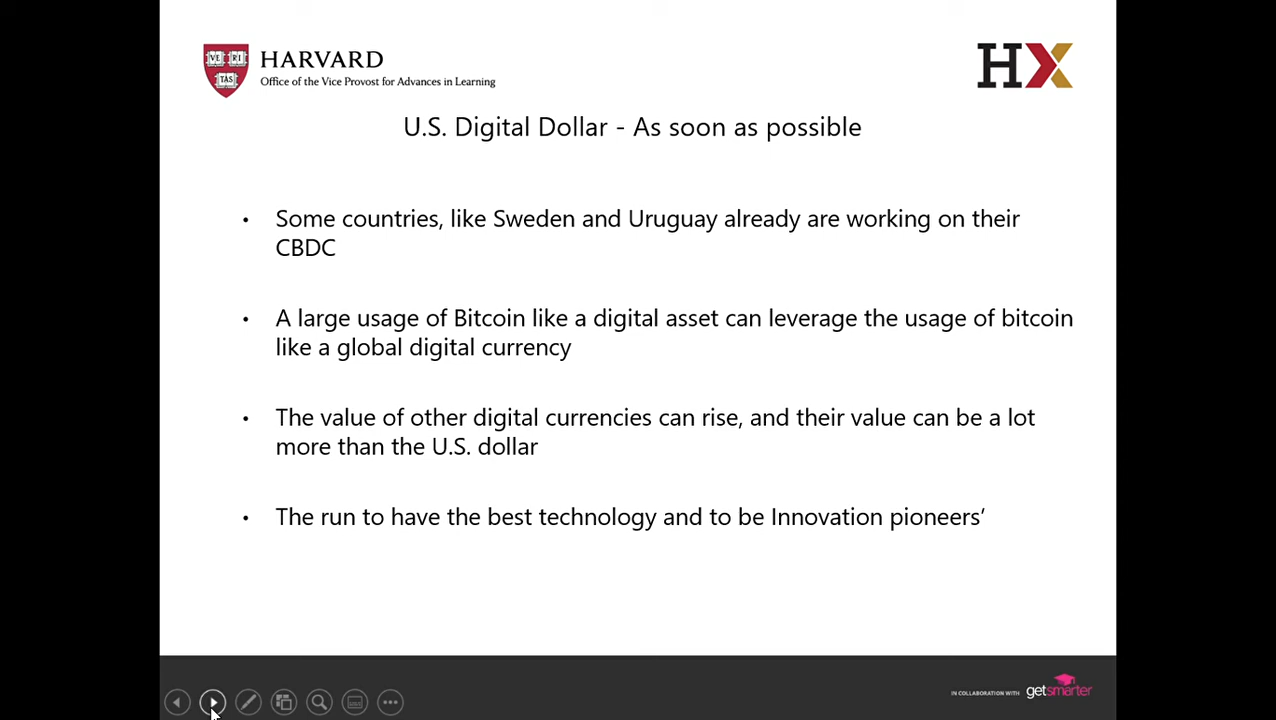 VE RI
TAS
HARVARD
Office of the Vice Provost for Advances in Learning
HX
U.S. Digital Dollar - As soon as possible
• Some countries, like Sweden and Uruguay already are working on their
CBDC
• A large usage of Bitcoin like a digital asset can leverage the usage of bitcoin
like a global digital currency
• The value of other digital currencies can rise, and their value can be a lot
more than the U.S. dollar
• The run to have the best technology and to be Innovation pioneers’
IN COLLABORATION WITH getsmarter